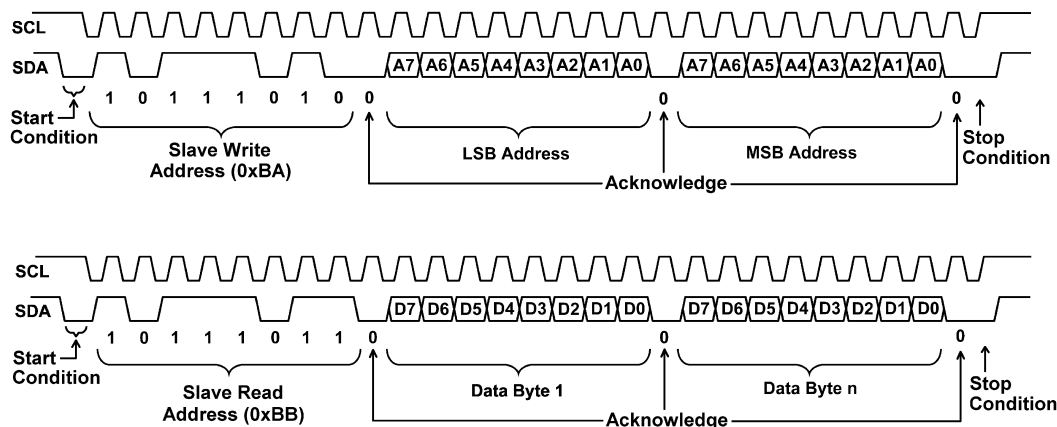 SCL
SDA A7 A6 A5 A4 A3 A2 A1 A0 A7 A6 A5 A4 A3 A2 A1 A0
1 0 1 1 1 0 1 0 0 0 0
Start
Condition
Slave Write
Address (0xBA)
LSB Address
MSB Address
Stop
Condition
Acknowledge
SCL
SDA D7 D6 D5 D4 D3 D2 D1 D0 D7 D6 D5 D4 D3 D2 D1 D0
1 0 1 1 1 0 1 1 0 0 0
Start
Condition
Slave Read
Address (0xBB)
Data Byte 1
Data Byte n
Stop
Condition
Acknowledge